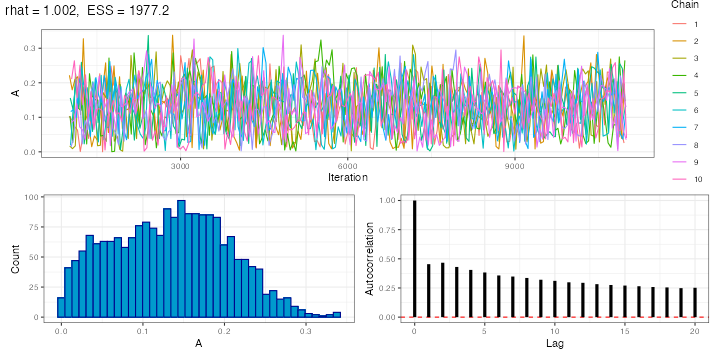 rhat = 1.002, ESS = 1977.2
Chain
1
2
3
4
5
6
7
8
9
10
A
0.3
0.2
0.1
0.0
3000 6000 9000
Iteration
Count
100
75
50
25
0
0.0 0.1 0.2 0.3
A
Autocorrelation
1.00
0.75
0.50
0.25
0.00
0 5 10 15 20
Lag